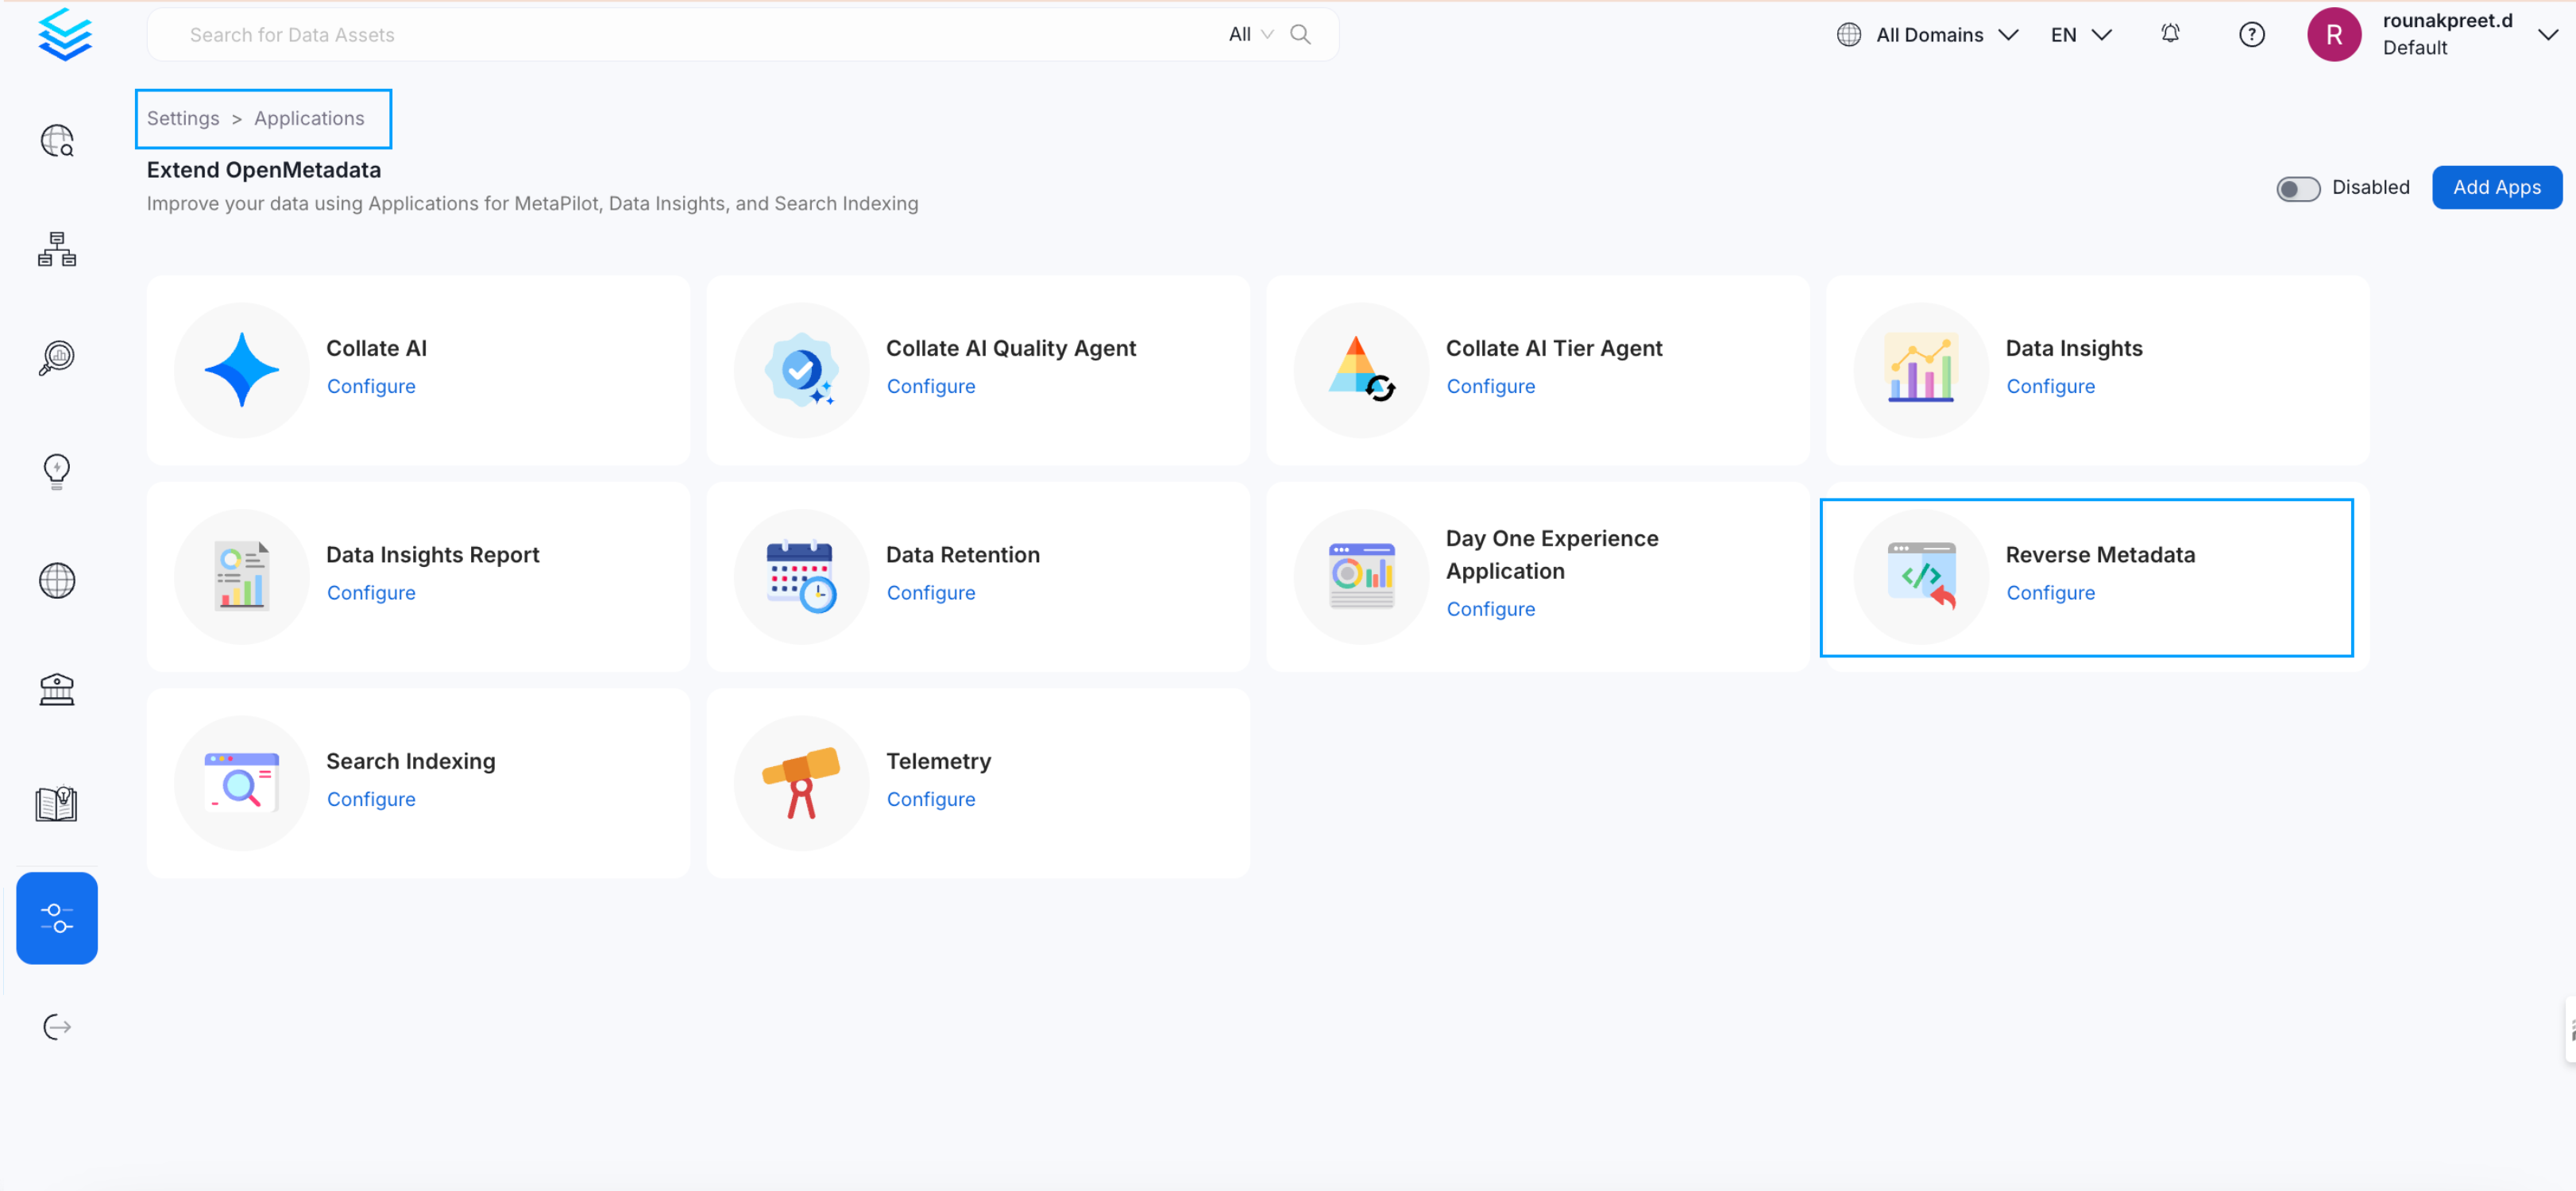 Search for Data Assets
All
All Domains
EN
R
rounakpreet.d
Default
Settings > Applications
Extend OpenMetadata
Improve your data using Applications for MetaPilot, Data Insights, and Search Indexing
Disabled
Add Apps
Collate AI
Configure
Collate AI Quality Agent
Configure
Collate AI Tier Agent
Configure
Data Insights
Configure
Data Insights Report
Configure
Data Retention
Configure
Day One Experience
Application
Configure
Reverse Metadata
Configure
Search Indexing
Configure
Telemetry
Configure